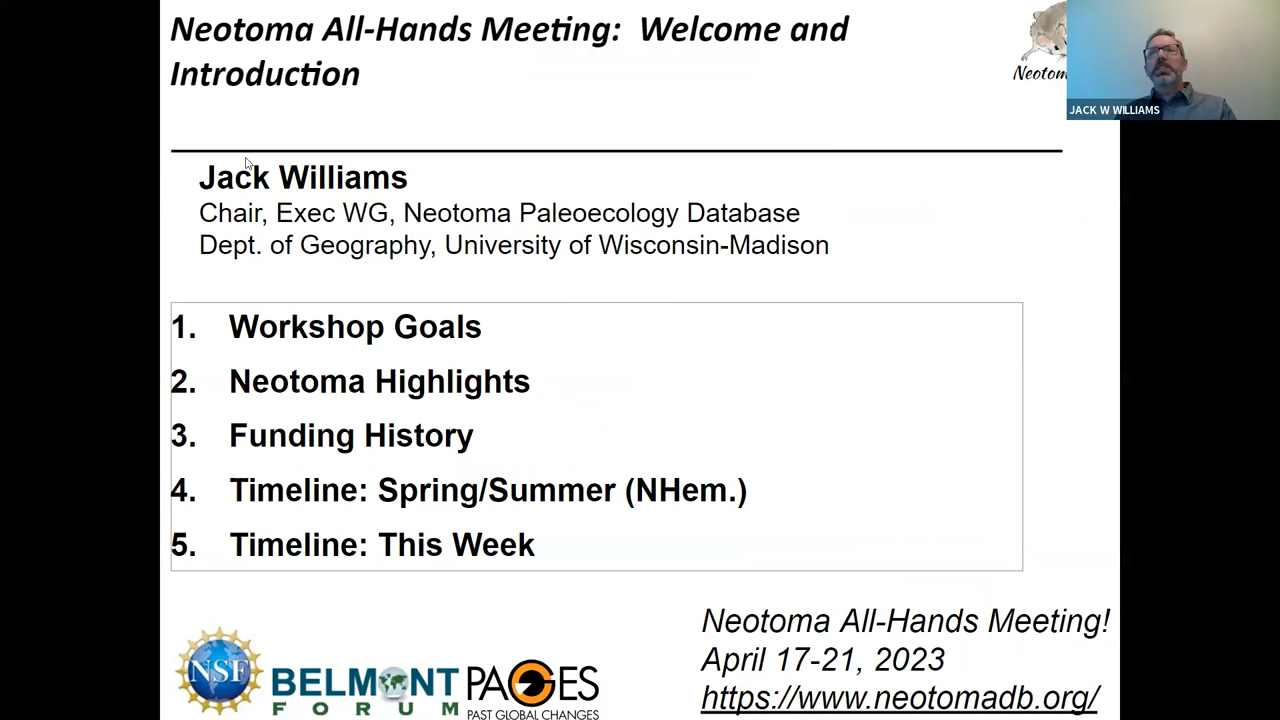 Neotoma All-Hands Meeting:  Welcome and
Introduction
JACK W WILLIAMS
Jack Williams
Chair, Exec WG, Neotoma Paleoecology Database
Dept. of Geography, University of Wisconsin-Madison
1. Workshop Goals
2. Neotoma Highlights
3. Funding History
4. Timeline: Spring/Summer (NHem.)
5. Timeline: This Week
NSF
BELMONT
FORUM
PAGES
PAST GLOBAL CHANGES
Neotoma All-Hands Meeting!
April 17-21, 2023
https://www.neotomadb.org/